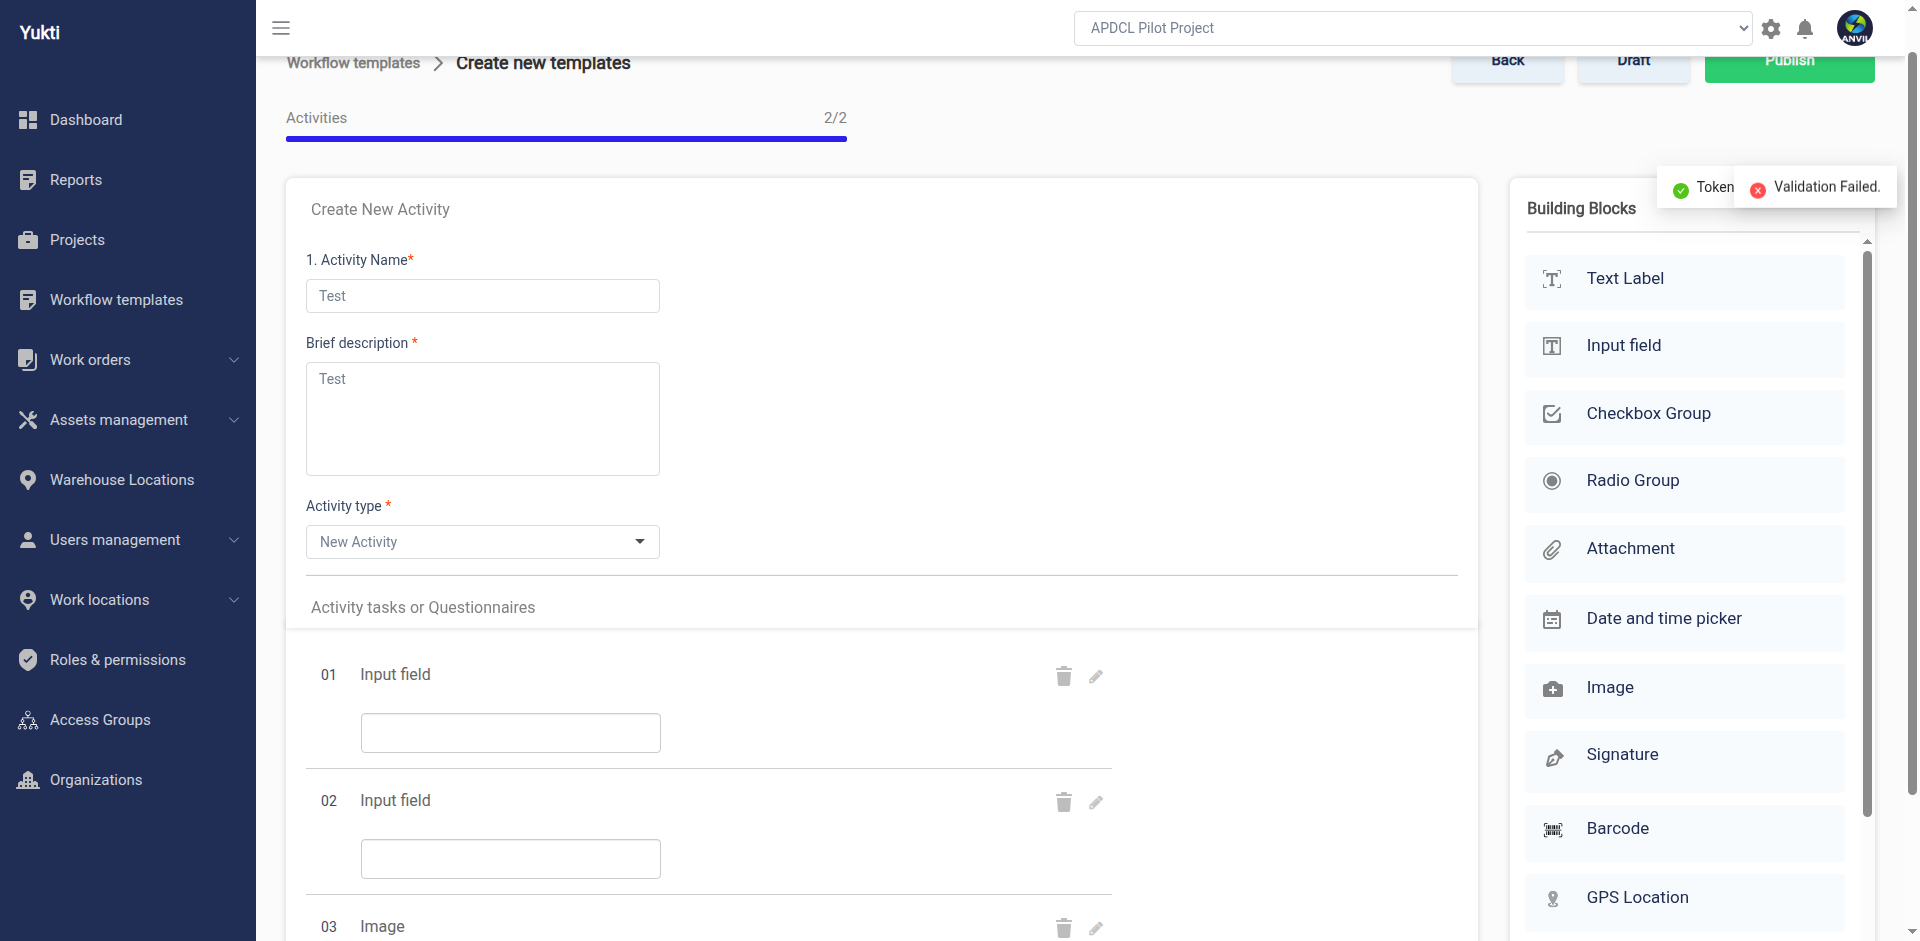 Yukti
APDCL Pilot Project
ANVIL
Dashboard
Reports
Projects
Workflow templates
Work orders
Assets management
Warehouse Locations
Users management
Work locations
Roles & permissions
Access Groups
Organizations
Workflow templates > Create new templates
Back
Draft
Publish
Activities 2/2
Create New Activity
1. Activity Name*
Test
Brief description *
Test
Activity type *
New Activity
Activity tasks or Questionnaires
01 Input field
02 Input field
03 Image
Token
Validation Failed.
Building Blocks
Text Label
Input field
Checkbox Group
Radio Group
Attachment
Date and time picker
Image
Signature
Barcode
GPS Location